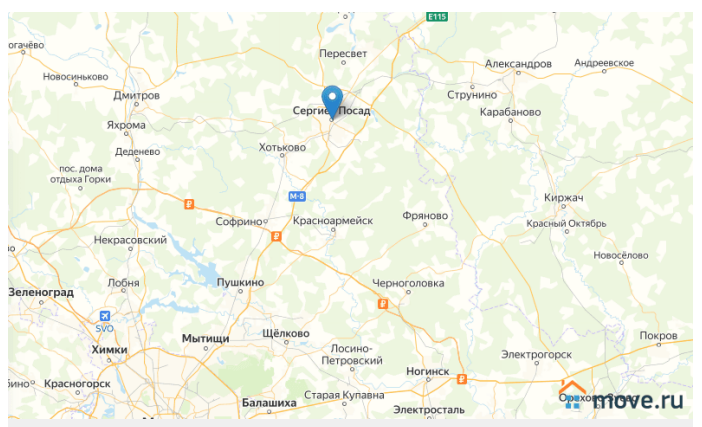 E115
Пересвет
огачёво
Александров
Андреевское
Новосиньково
Дмитров
Струнино
Сергиев Посад
Карабаново
Яхрома
Деденево
Хотьково
пос. дома
отдыха Горки
М-8
Киржач
Софрино
Красноармейск
Фряново
Красный Октябрь
Некрасовский
Новосёлово
во
Лобня
Пушкино
Черноголовка
Зеленоград
SVO
Мытищи
Щёлково
Покров
Химки
Лосино-
Петровский
Электрогорск
Ногинск
бино
Красногорск
Старая Купавна
Балашиха
Электросталь
move.ru